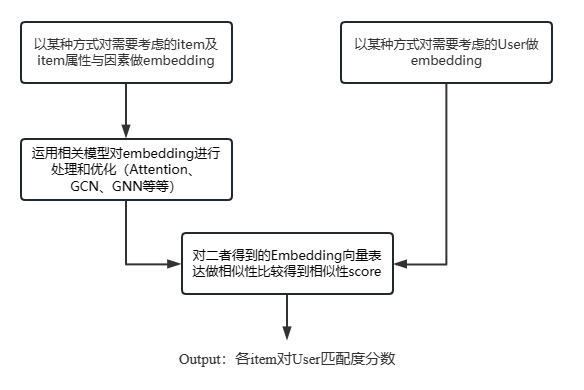 以某种方式对需要考虑的item及
item属性与因素做embedding
以某种方式对需要考虑的User做
embedding
运用相关模型对embedding进行
处理和优化（Attention、
GCN、GNN等等）
对二者得到的Embedding向量表
达做相似性比较得到相似性score
Output：各item对User匹配度分数